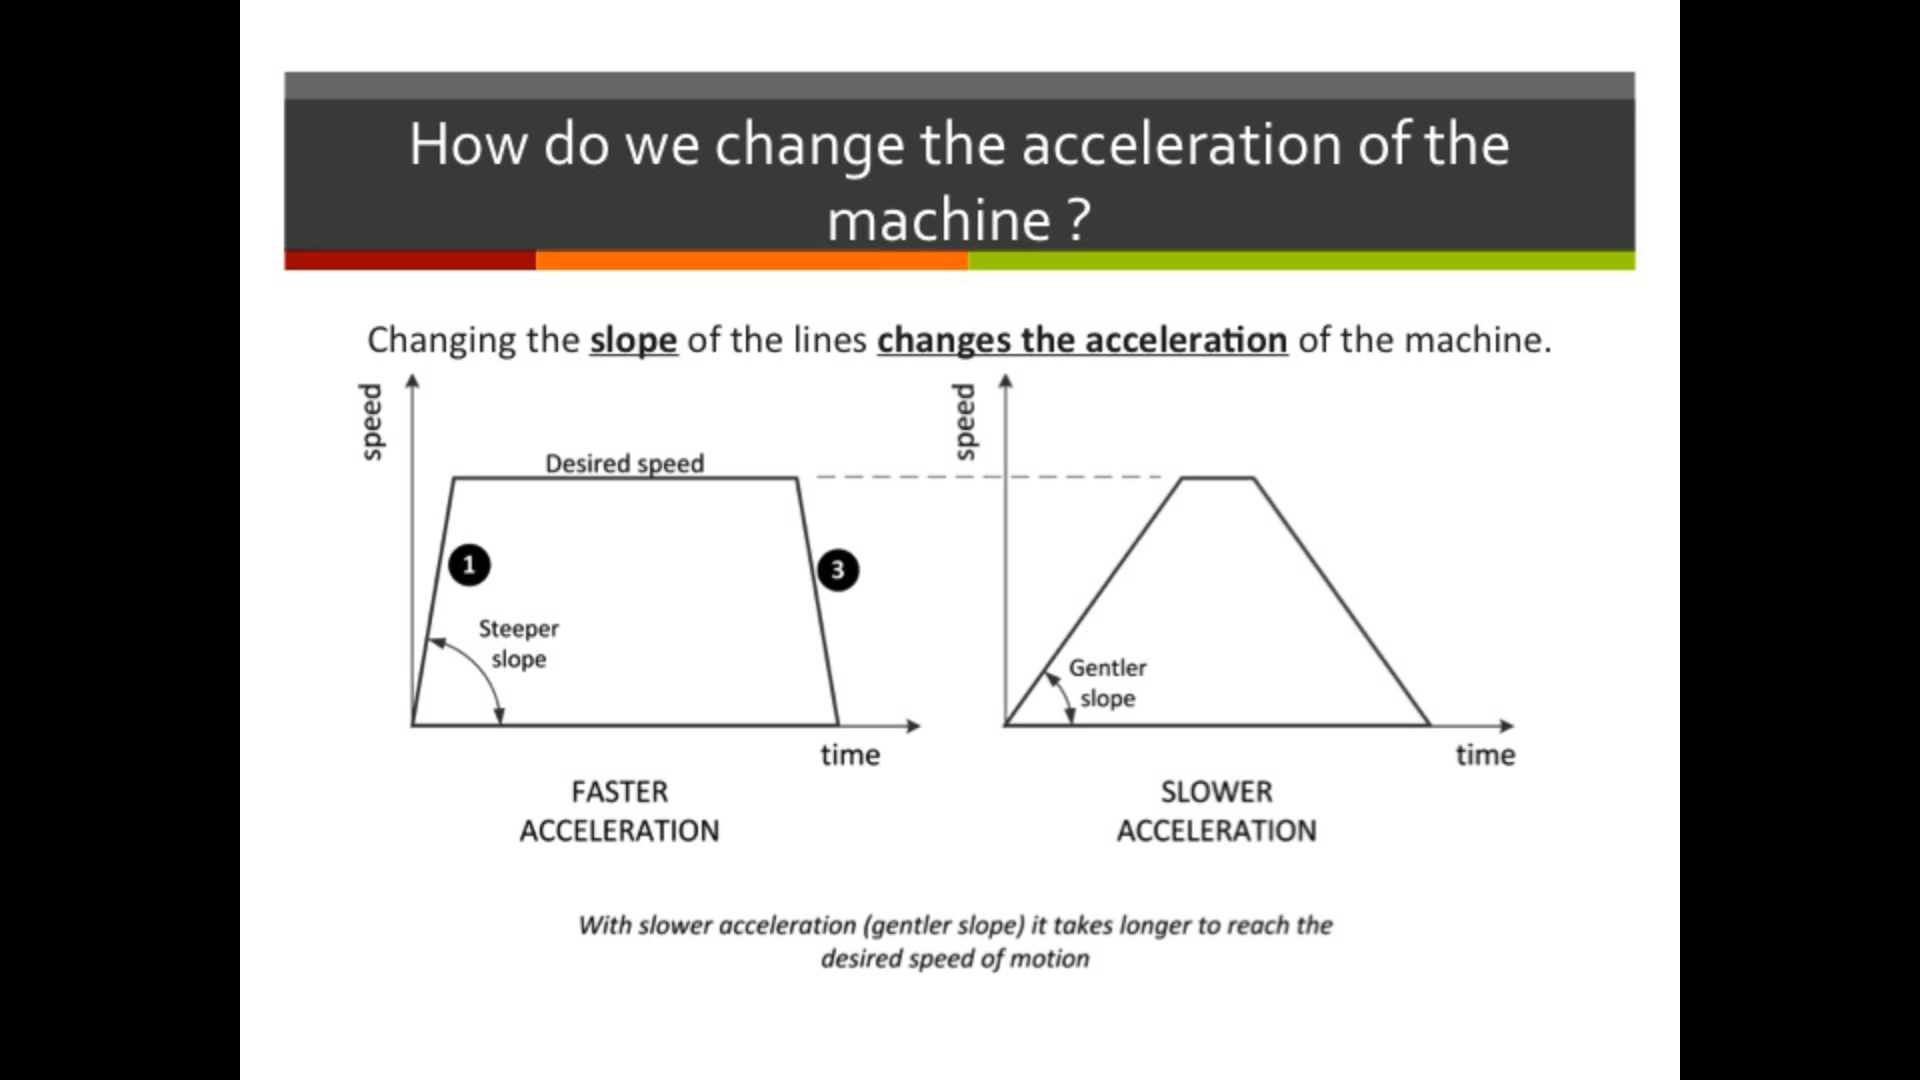 How do we change the acceleration of the
machine ?
Changing the slope of the lines changes the acceleration of the machine.
speed
Desired speed
1
3
Steeper
slope
time
FASTER
ACCELERATION
speed
Gentler
slope
time
SLOWER
ACCELERATION
With slower acceleration (gentler slope) it takes longer to reach the
desired speed of motion